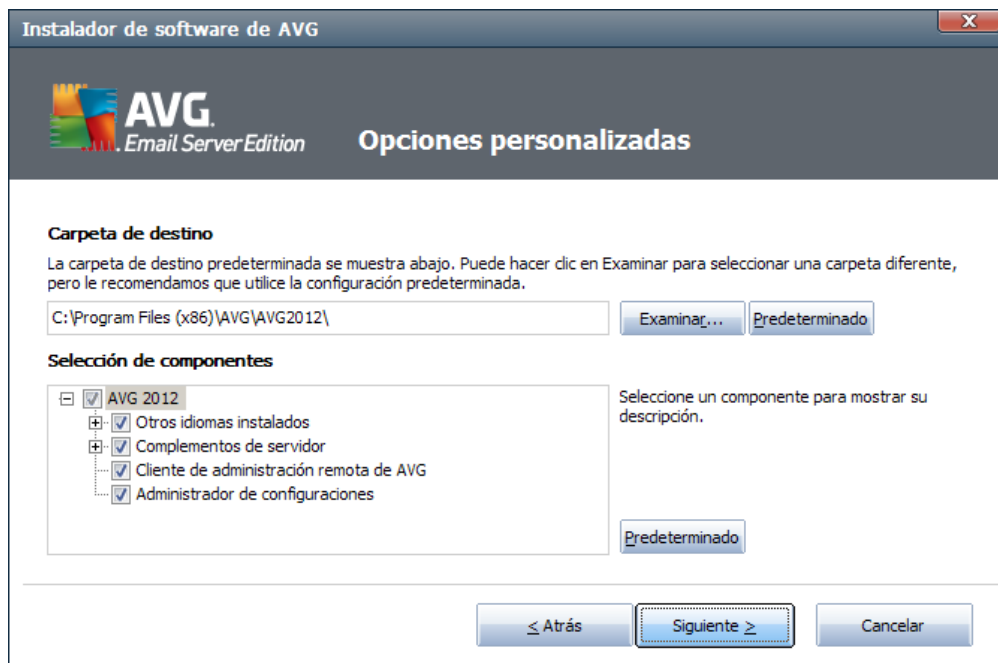 Instalador de software de AVG
X
AVG.
Email Server Edition
Opciones personalizadas
Carpeta de destino
La carpeta de destino predeterminada se muestra abajo. Puede hacer clic en Examinar para seleccionar una carpeta diferente,
pero le recomendamos que utilice la configuración predeterminada.
C:\Program Files (x86)\AVG\AVG2012\
Examinar...
Predeterminado
Selección de componentes
AVG 2012
Otros idiomas instalados
Complementos de servidor
Cliente de administración remota de AVG
Administrador de configuraciones
Seleccione un componente para mostrar su
descripción.
Predeterminado
< Atrás
Siguiente >
Cancelar